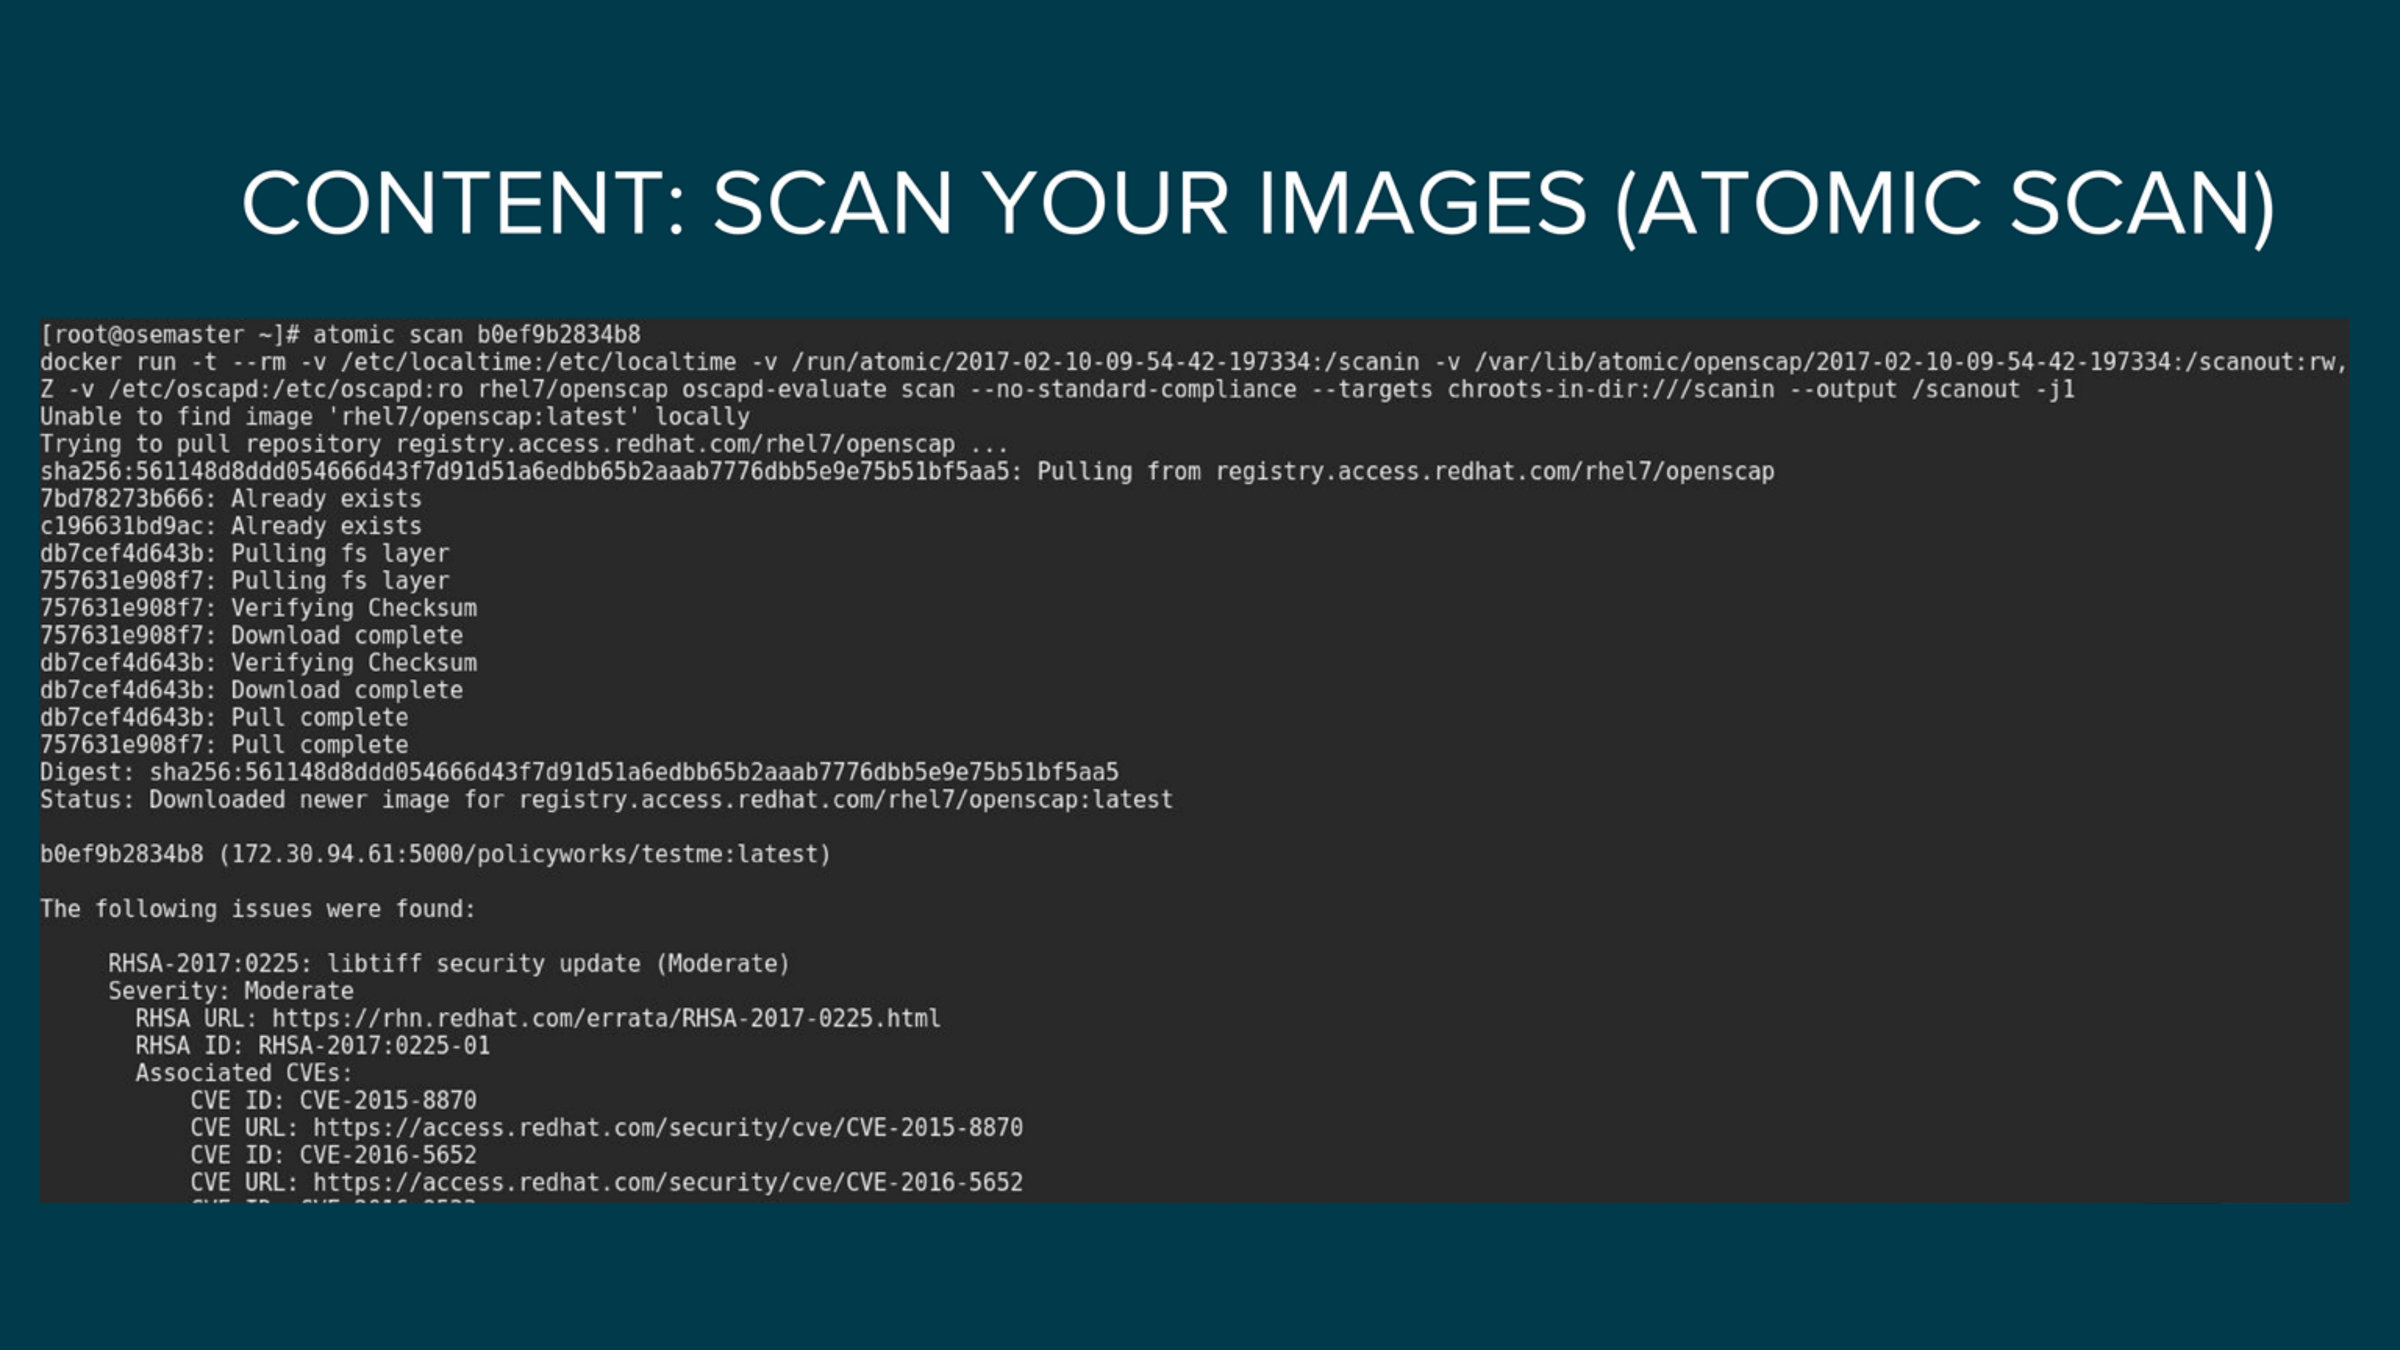 CONTENT: SCAN YOUR IMAGES (ATOMIC SCAN)
[root@osemaster ~]# atomic scan b0ef9b2834b8
docker run -t --rm -v /etc/localtime:/etc/localtime -v /run/atomic/2017-02-10-09-54-42-197334:/scanin -v /var/lib/atomic/openscap/2017-02-10-09-54-42-197334:/scanout:rw,
Z -v /etc/oscapd:/etc/oscapd:ro rhel7/openscap oscapd-evaluate scan --no-standard-compliance --targets chroots-in-dir:///scanin --output /scanout -j1
Unable to find image 'rhel7/openscap:latest' locally
Trying to pull repository registry.access.redhat.com/rhel7/openscap ...
sha256:561148d8ddd054666d43f7d91d51a6edbb65b2aaab7776dbb5e9e75b51bf5aa5: Pulling from registry.access.redhat.com/rhel7/openscap
7bd78273b666: Already exists
c196631bd9ac: Already exists
db7cef4d643b: Pulling fs layer
757631e908f7: Pulling fs layer
757631e908f7: Verifying Checksum
757631e908f7: Download complete
db7cef4d643b: Verifying Checksum
db7cef4d643b: Download complete
db7cef4d643b: Pull complete
757631e908f7: Pull complete
Digest: sha256:561148d8ddd054666d43f7d91d51a6edbb65b2aaab7776dbb5e9e75b51bf5aa5
Status: Downloaded newer image for registry.access.redhat.com/rhel7/openscap:latest
b0ef9b2834b8 (172.30.94.61:5000/policyworks/testme:latest)
The following issues were found:
RHSA-2017:0225: libtiff security update (Moderate)
Severity: Moderate
RHSA URL: https://rhn.redhat.com/errata/RHSA-2017-0225.html
RHSA ID: RHSA-2017:0225-01
Associated CVEs:
CVE ID: CVE-2015-8870
CVE URL: https://access.redhat.com/security/cve/CVE-2015-8870
CVE ID: CVE-2016-5652
CVE URL: https://access.redhat.com/security/cve/CVE-2016-5652